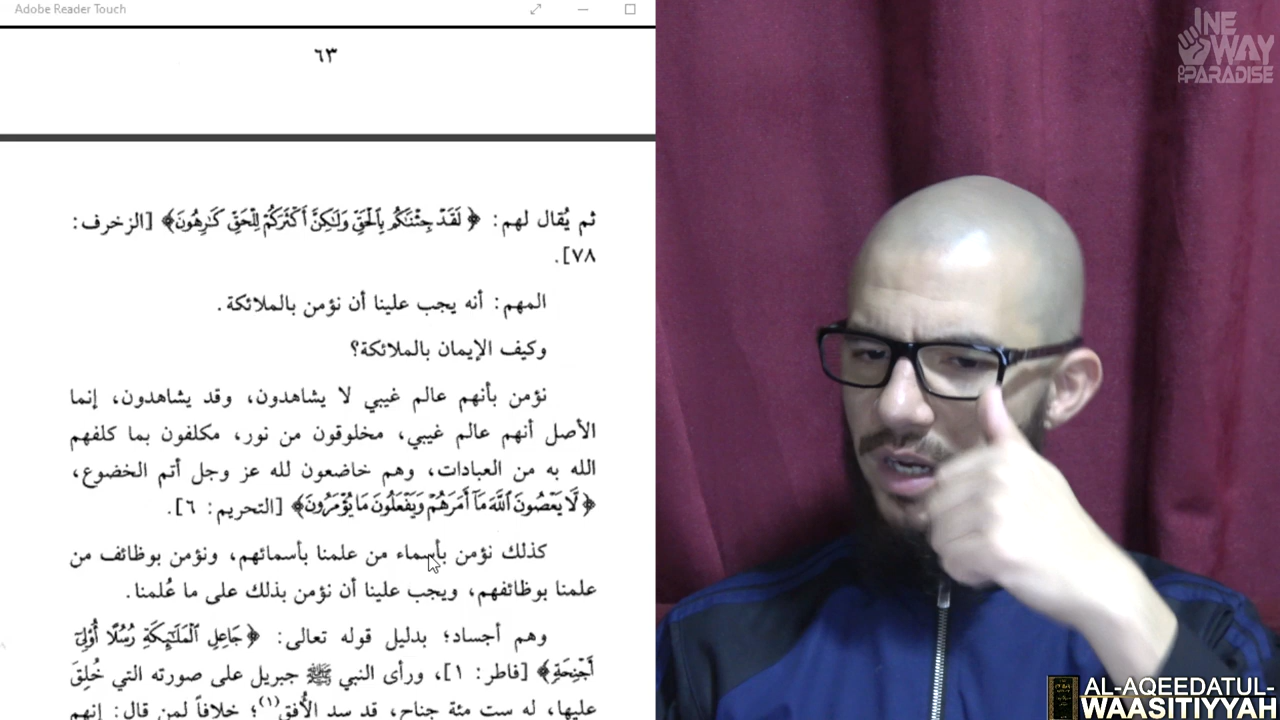 Adobe Reader Touch
٦٣
ثم يُقال لهم: ﴿لَقَدْ جِئْنَٰكُم بِٱلْحَقِّ وَلَٰكِنَّ أَكْثَرَكُمْ لِلْحَقِّ كَٰرِهُونَ﴾ [الزخرف:
٧٨].
المهم: أنه يجب علينا أن نؤمن بالملائكة.
وكيف الإيمان بالملائكة؟
نؤمن بأنهم عالم غيبي لا يشاهدون، وقد يشاهدون، إنما
الأصل أنهم عالم غيبي، مخلوقون من نور، مكلفون بما كلفهم
الله به من العبادات، وهم خاضعون لله عز وجل أتم الخضوع،
﴿لَّا يَعْصُونَ ٱللَّهَ مَآ أَمَرَهُمْ وَيَفْعَلُونَ مَا يُؤْمَرُونَ﴾ [التحريم: ٦].
كذلك نؤمن بأسماء من علمنا بأسمائهم، ونؤمن بوظائف من
علمنا بوظائفهم، ويجب علينا أن نؤمن بذلك على ما عُلمنا.
وهم أجساد؛ بدليل قوله تعالى: ﴿جَاعِلِ ٱلْمَلَٰٓئِكَةِ رُسُلًا أُو۟لِىٓ
أَجْنِحَةٍ﴾ [فاطر: ١]، ورأى النبي ﷺ جبريل على صورته التي خُلِقَ
عليها، له ست مئة جناح، قد سد الأُفق(١)؛ خلافاً لمن قال: إنهم
ONE WAY TO PARADISE
AL-AQEEDATUL-
WAASITIYYAH